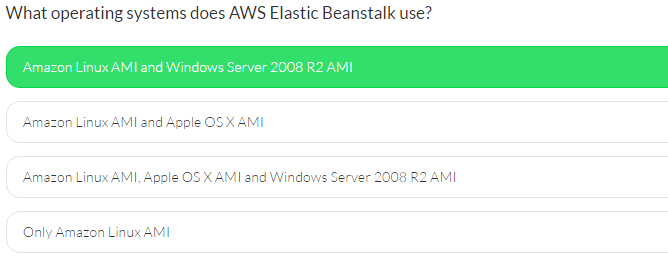 What operating systems does AWS Elastic Beanstalk use?
Amazon Linux AMI and Windows Server 2008 R2 AMI
Amazon Linux AMI and Apple OS X AMI
Amazon Linux AMI, Apple OS X AMI and Windows Server 2008 R2 AMI
Only Amazon Linux AMI